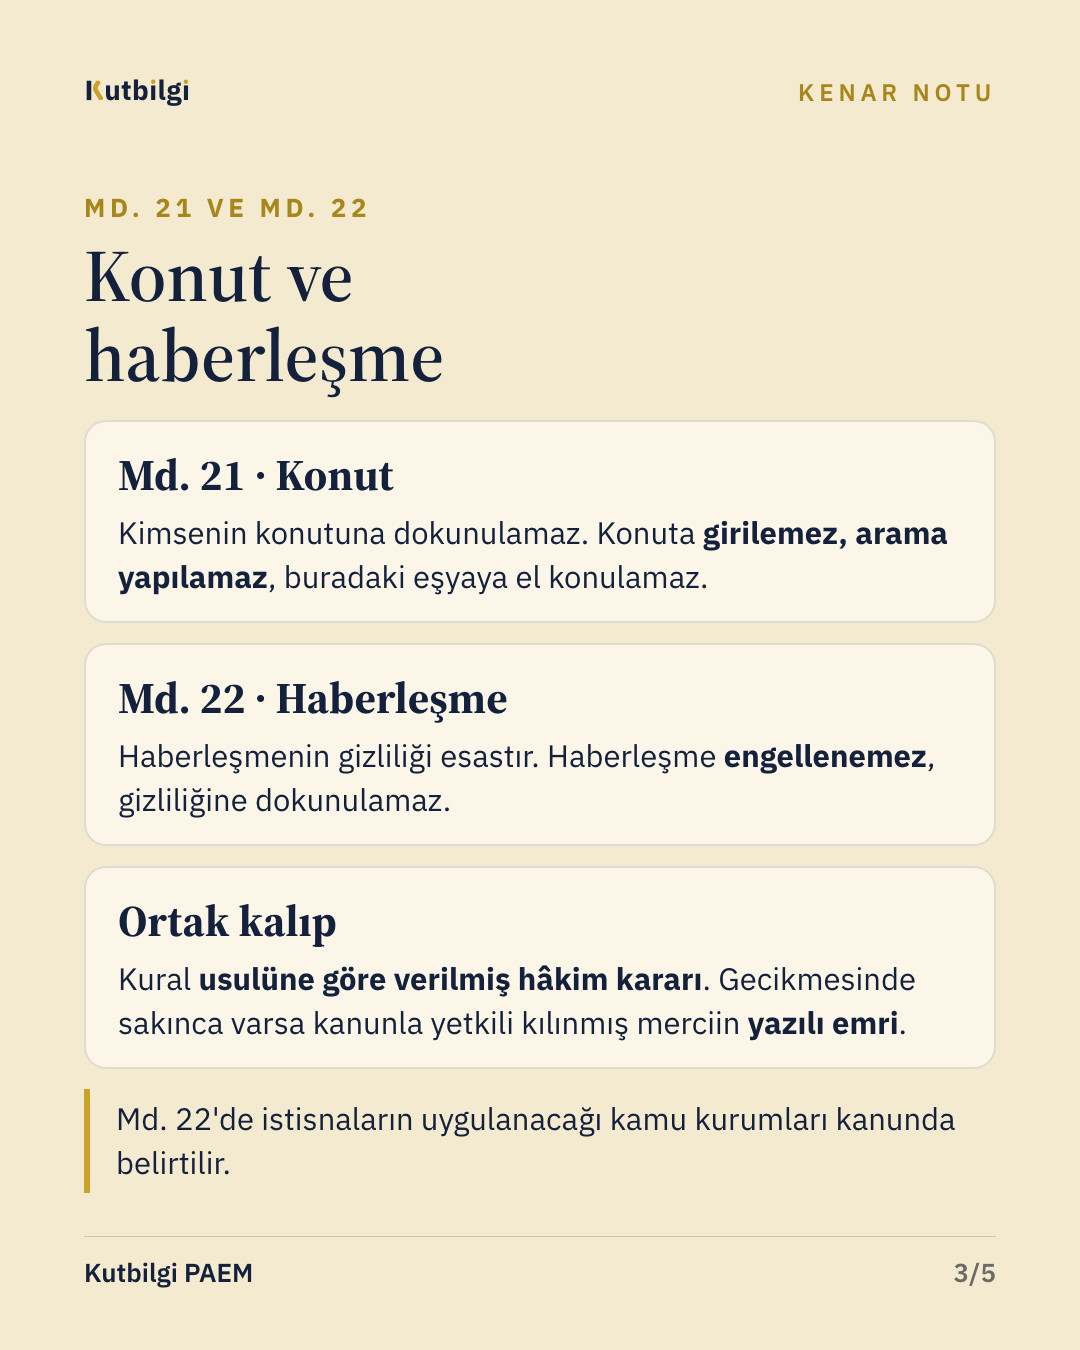 Kutbilgi
KENAR NOTU
MD. 21 VE MD. 22
Konut ve
haberleşme
Md. 21 · Konut
Kimsenin konutuna dokunulamaz. Konuta girilemez, arama
yapılamaz, buradaki eşyaya el konulamaz.
Md. 22 · Haberleşme
Haberleşmenin gizliliği esastır. Haberleşme engellenemez,
gizliliğine dokunulamaz.
Ortak kalıp
Kural usulüne göre verilmiş hâkim kararı. Gecikmesinde
sakınca varsa kanunla yetkili kılınmış merciin yazılı emri.
Md. 22'de istisnaların uygulanacağı kamu kurumları kanunda
belirtilir.
Kutbilgi PAEM
3/5